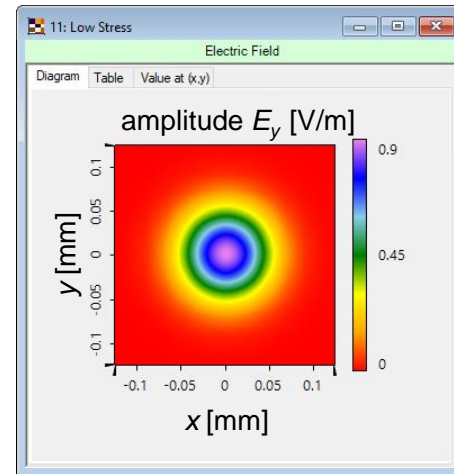 11: Low Stress
Electric Field
Diagram Table Value at (x,y)
amplitude E_y [V/m]
0.9
0.45
0
y [mm]
0.1
0.05
0
-0.05
-0.1
-0.1 -0.05 0 0.05 0.1
x [mm]